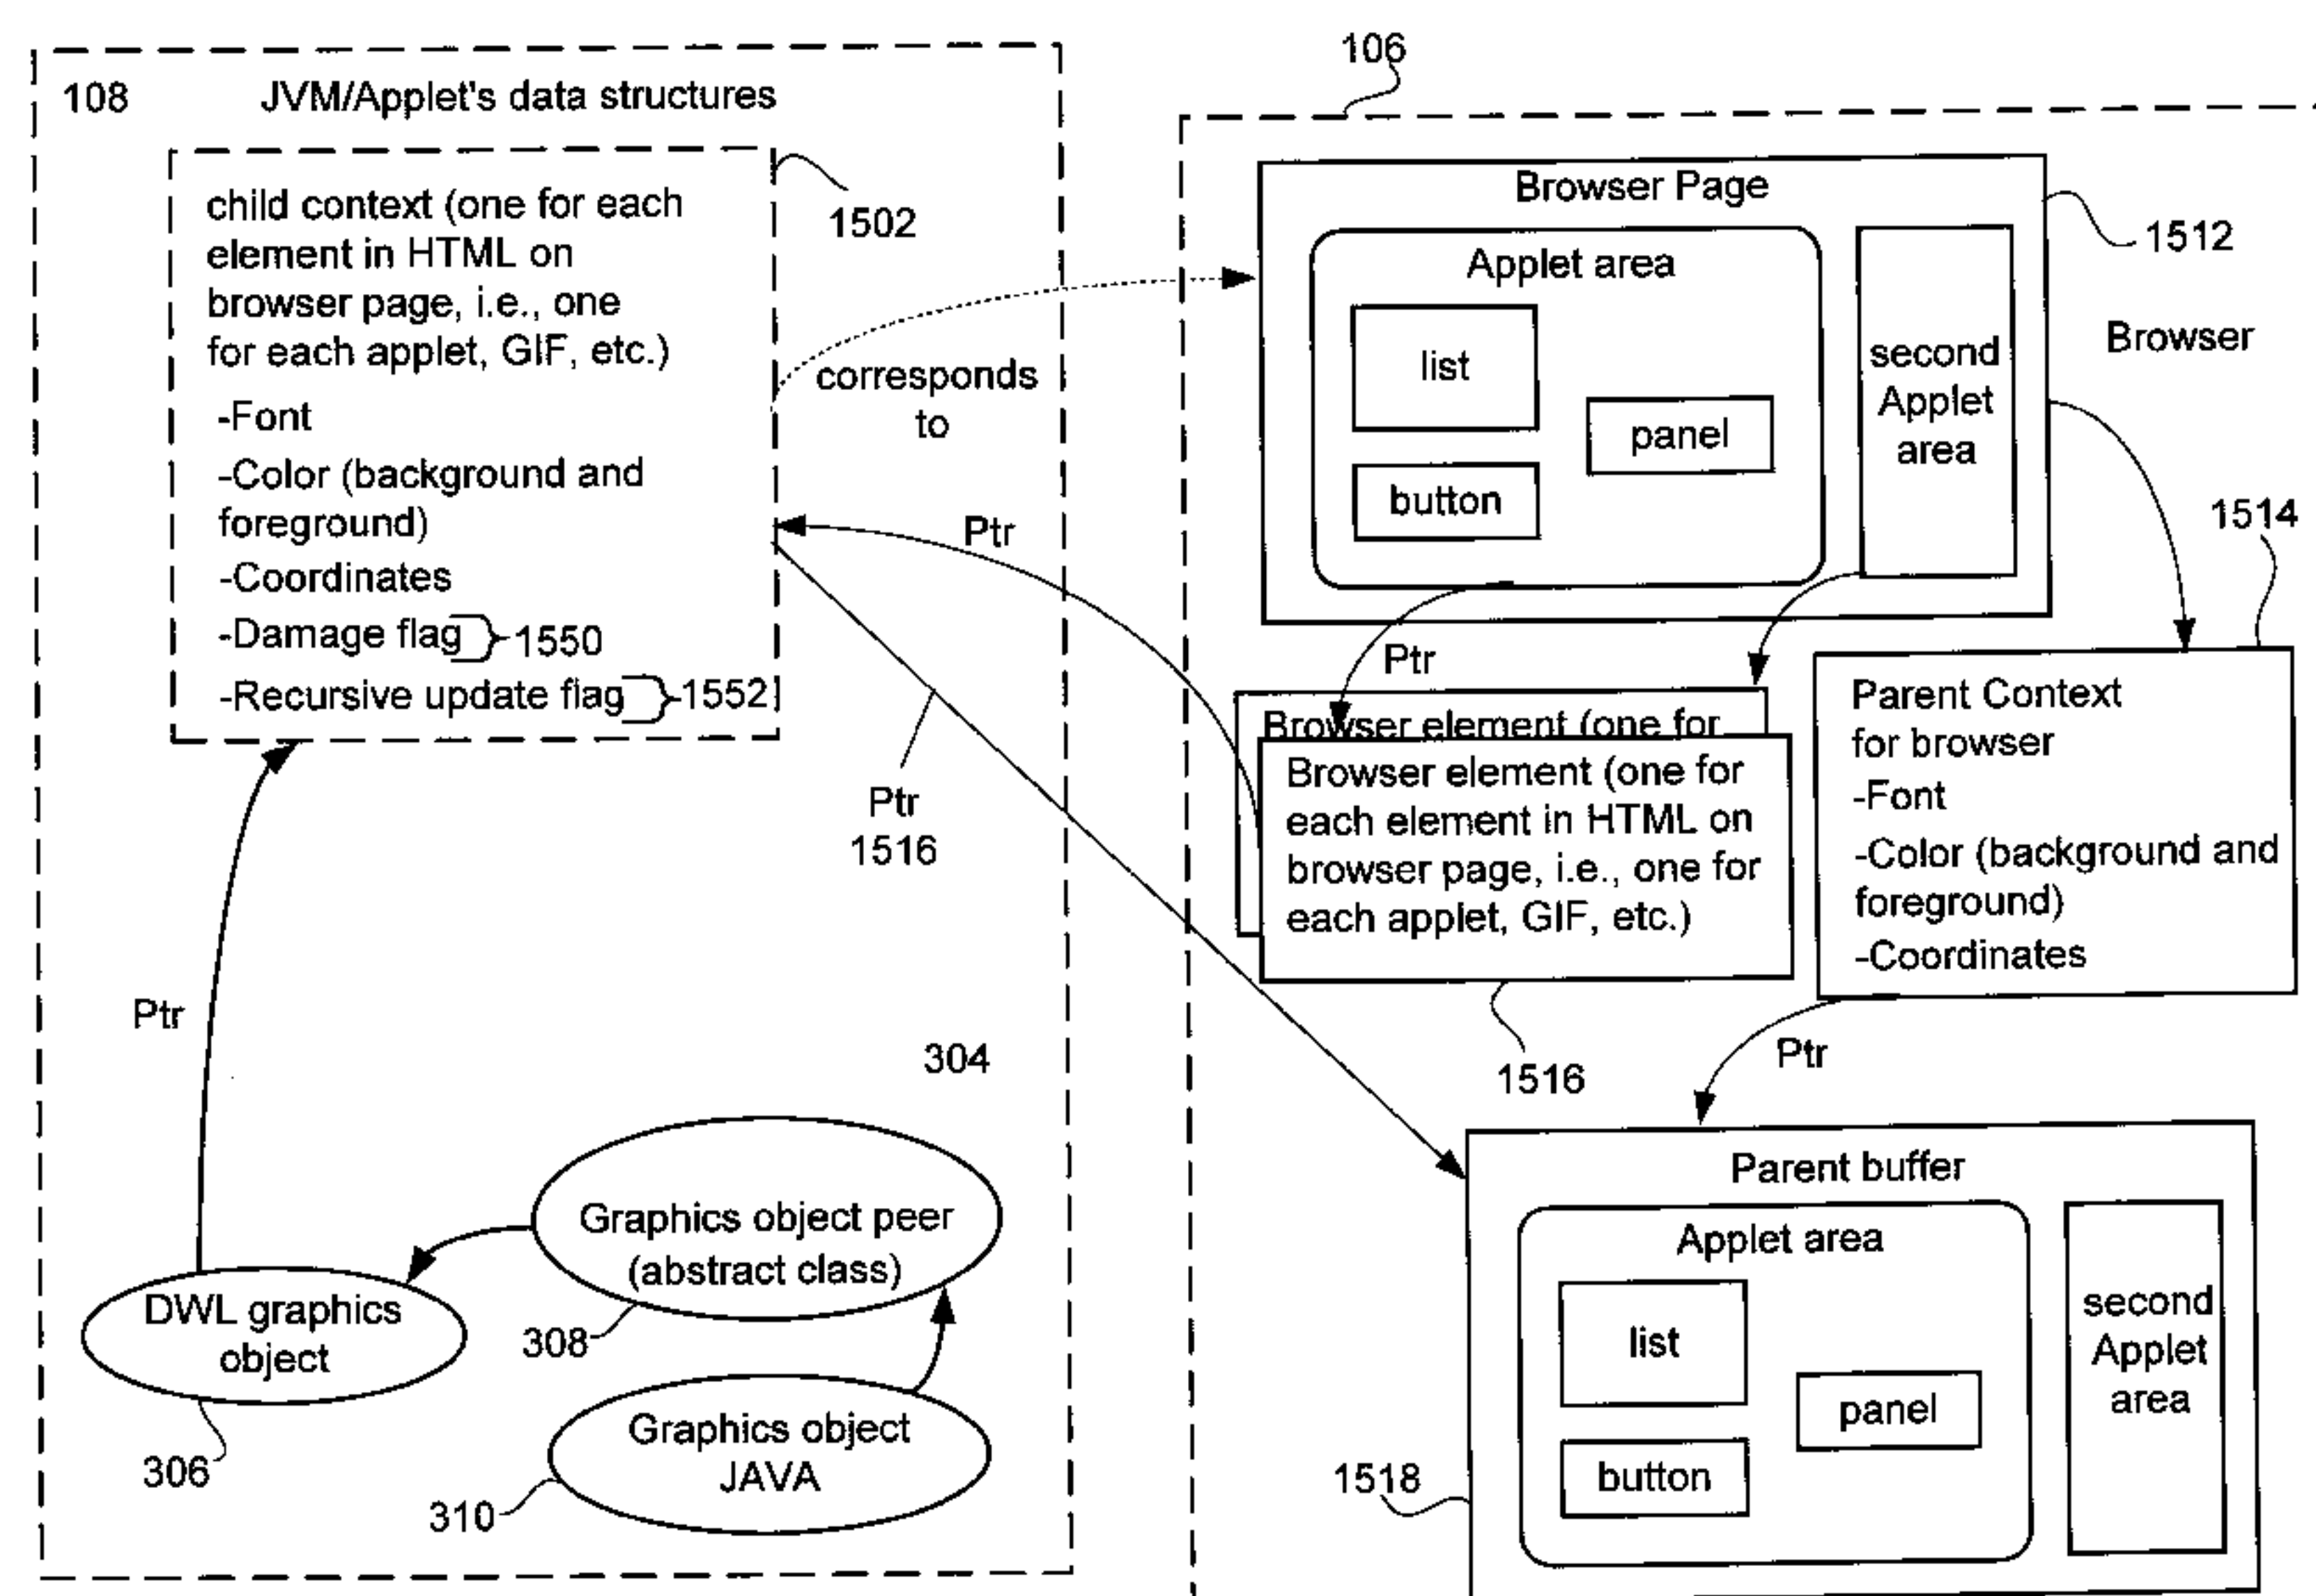 108
JVM/Applet's data structures
child context (one for each
element in HTML on
browser page, i.e., one
for each applet, GIF, etc.)
-Font
-Color (background and
foreground)
-Coordinates
-Damage flag
1550
-Recursive update flag
1552
1502
corresponds
to
Ptr
Ptr
1516
Ptr
304
Graphics object peer
(abstract class)
308
DWL graphics
object
306
Graphics object
JAVA
310
106
Browser Page
1512
Browser
Applet area
list
panel
button
second
Applet
area
1514
Ptr
Browser element (one for
Browser element (one for
each element in HTML on
browser page, i.e., one for
each applet, GIF, etc.)
1516
Parent Context
for browser
-Font
-Color (background and
foreground)
-Coordinates
Ptr
Parent buffer
Applet area
list
panel
button
second
Applet
area
1518